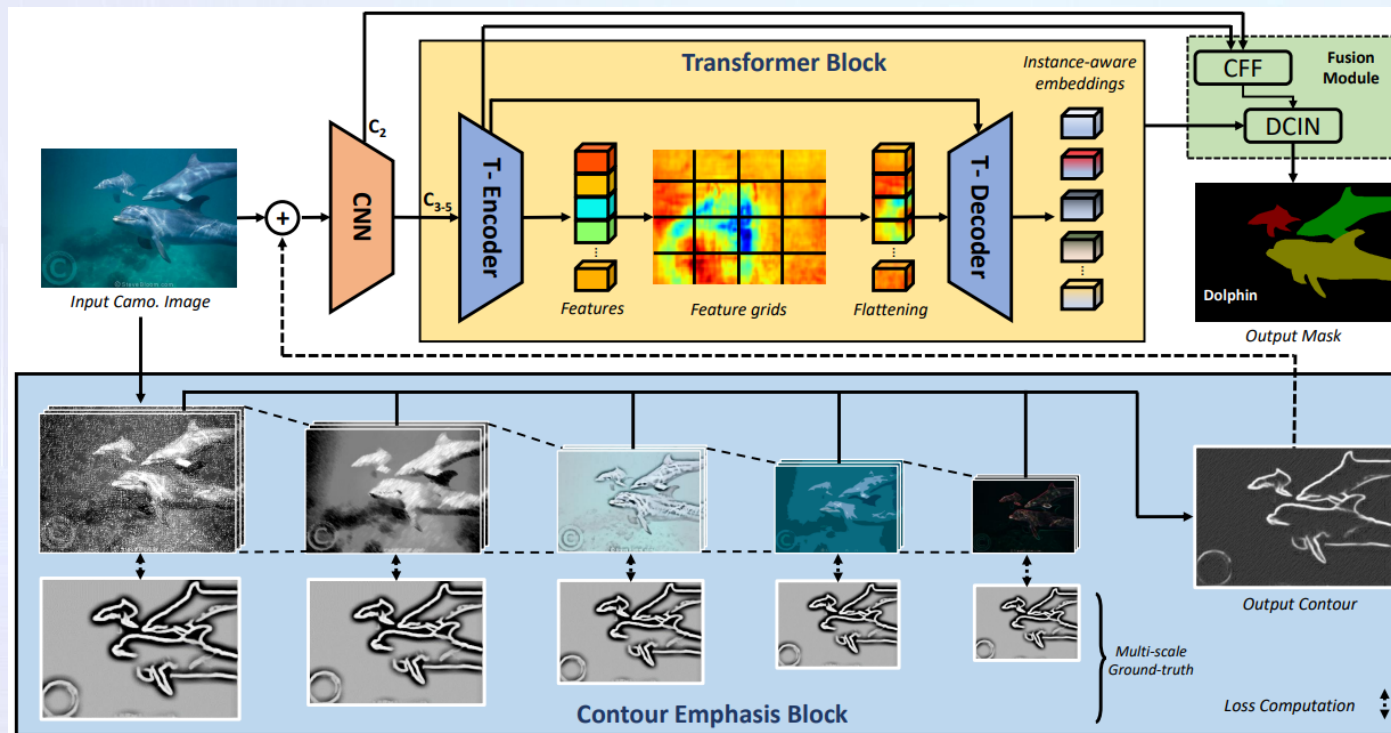 Transformer Block
Instance-aware
embeddings
CFF
Fusion
Module
DCIN
C2
C3-5
CNN
T- Encoder
T- Decoder
+
Input Camo. Image
Features
Feature grids
Flattening
Dolphin
Output Mask
Output Contour
Multi-scale
Ground-truth
Loss Computation
Contour Emphasis Block